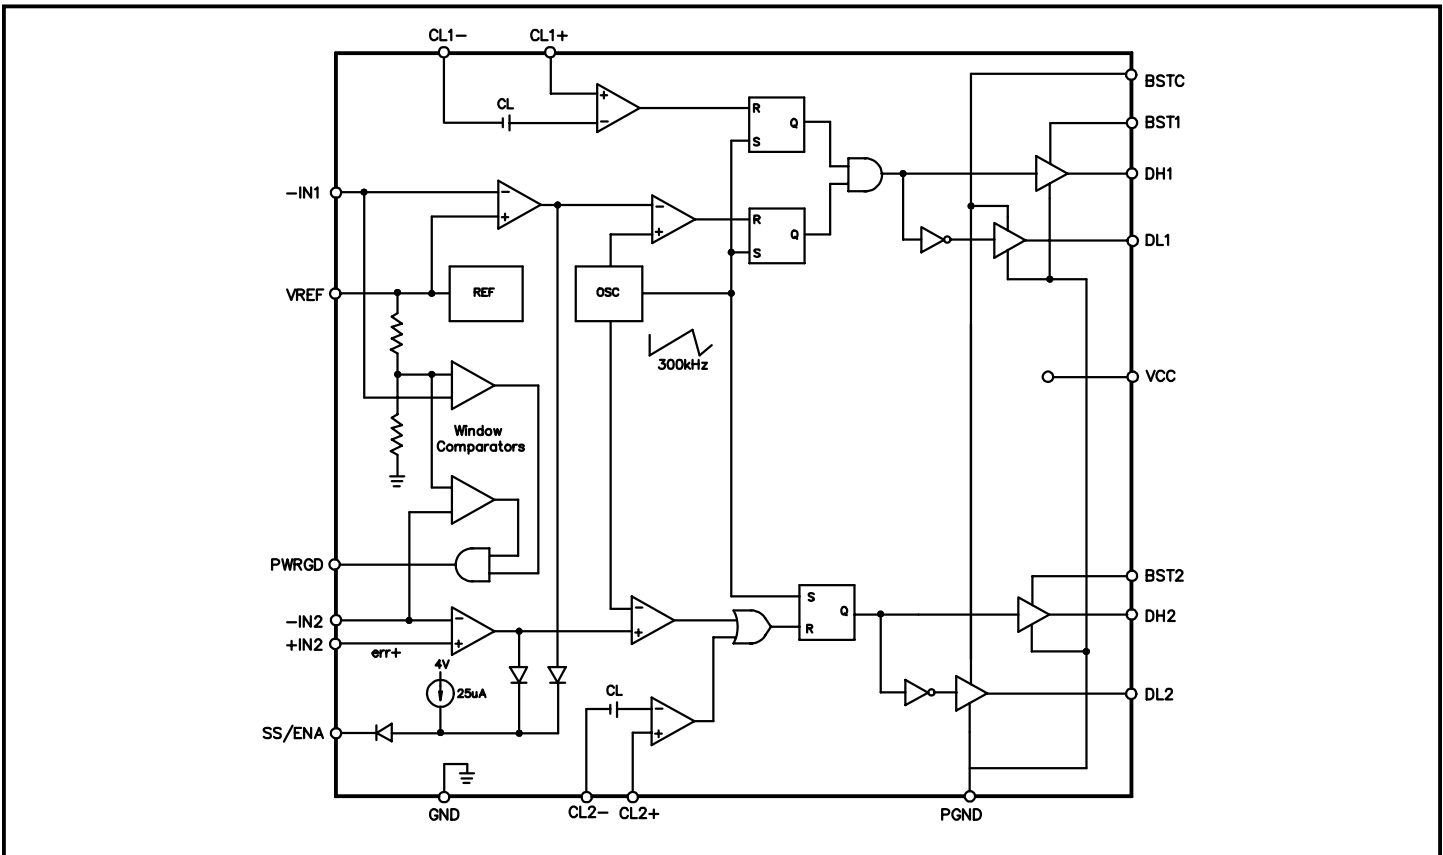 CL1-
CL1+
BSTC
CL
+
-
R
Q
S
BST1
DH1
-IN1
-
+
-
+
R
Q
S
DL1
VREF
REF
OSC
300kHz
VCC
Window
Comparators
PWRGD
BST2
-IN2
+IN2
-
+
err+
-
+
S
Q
R
DH2
4V
25uA
CL
-
+
DL2
SS/ENA
GND
CL2-
CL2+
PGND